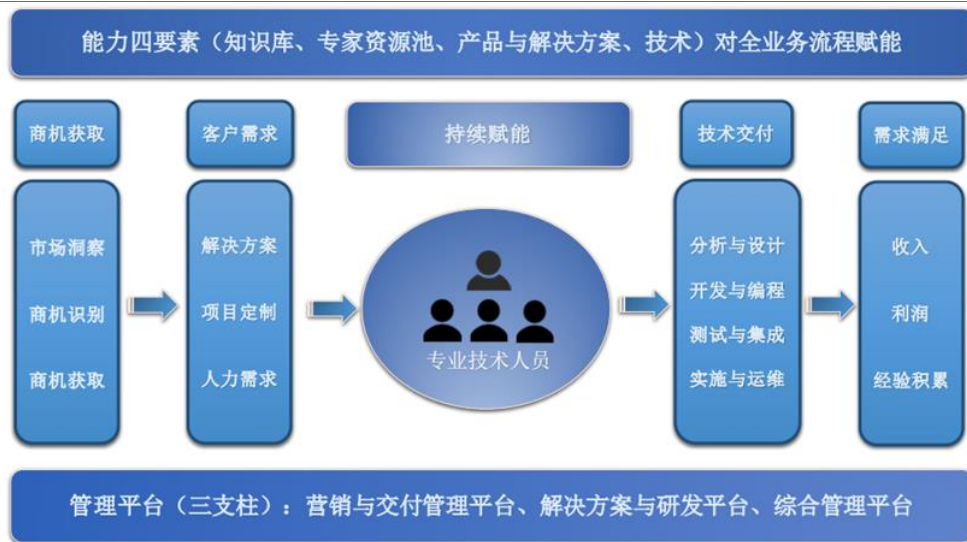 能力四要素（知识库、专家资源池、产品与解决方案、技术）对全业务流程赋能
商机获取
客户需求
持续赋能
技术交付
需求满足
市场洞察
商机识别
商机获取
解决方案
项目定制
人力需求
专业技术人员
分析与设计
开发与编程
测试与集成
实施与运维
收入
利润
经验积累
管理平台（三支柱）：营销与交付管理平台、解决方案与研发平台、综合管理平台